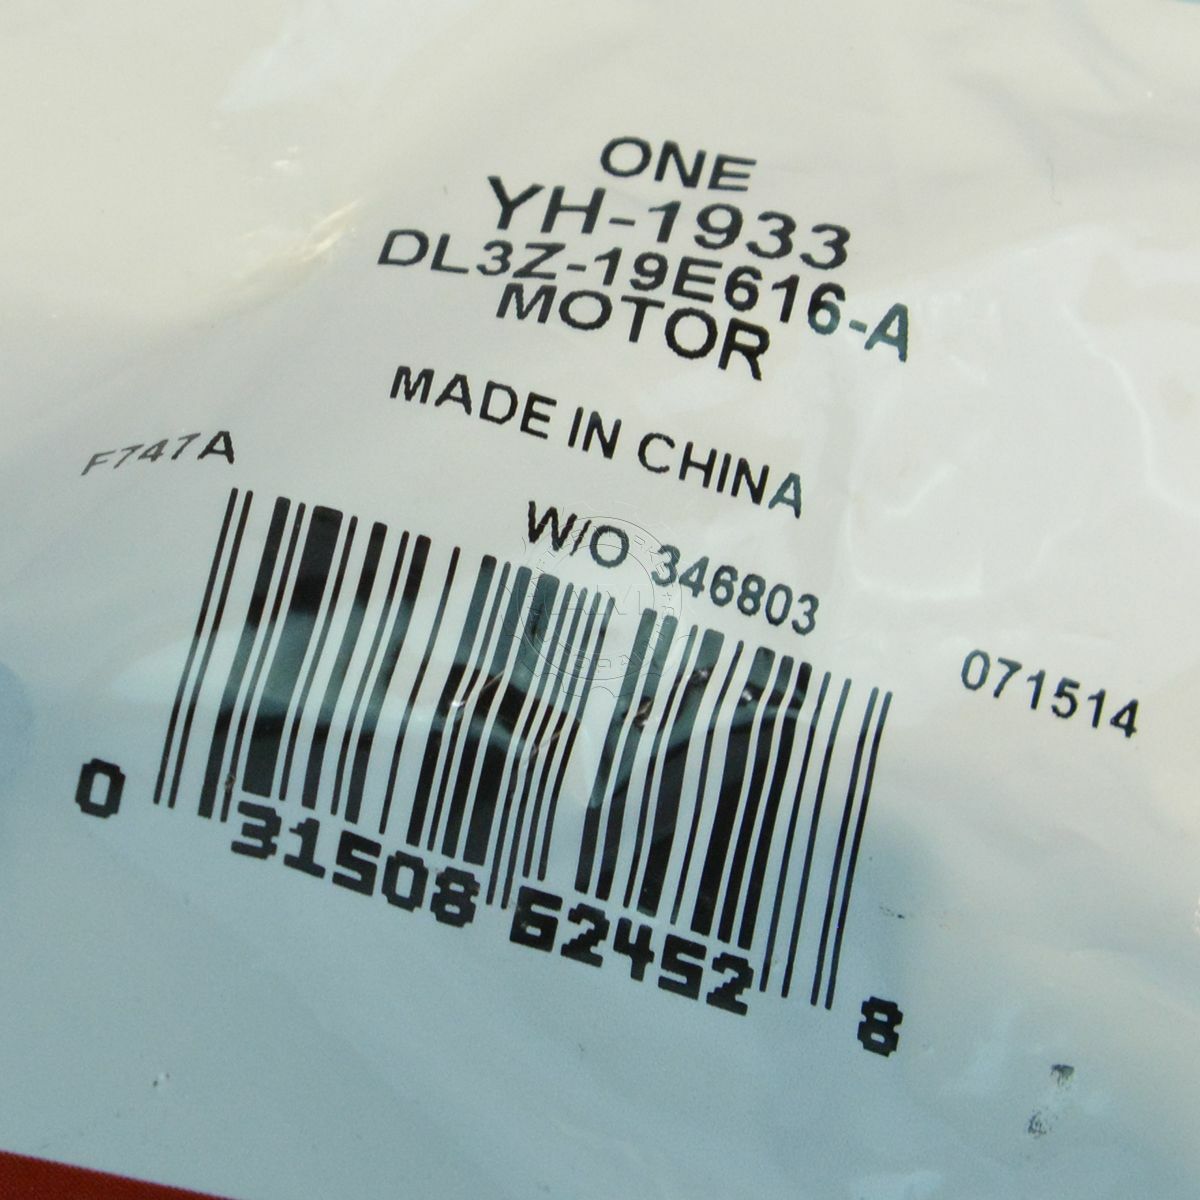 ONE
YH-1933
DL3Z-19E616-A
MOTOR
MADE IN CHINA
F747A
W/O 346803
071514
0 31508 62452 8